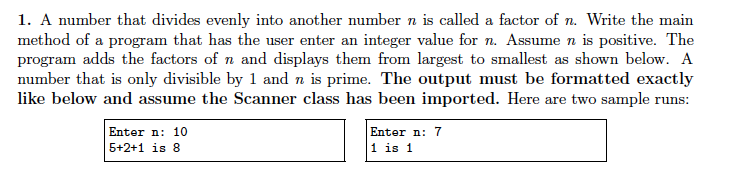 1. A number that divides evenly into another number n is called a factor of n. Write the main
method of a program that has the user enter an integer value for n. Assume n is positive. The
program adds the factors of n and displays them from largest to smallest as shown below. A
number that is only divisible by 1 and n is prime. The output must be formatted exactly
like below and assume the Scanner class has been imported. Here are two sample runs:
Enter n: 10
5+2+1 is 8
Enter n: 7
1 is 1